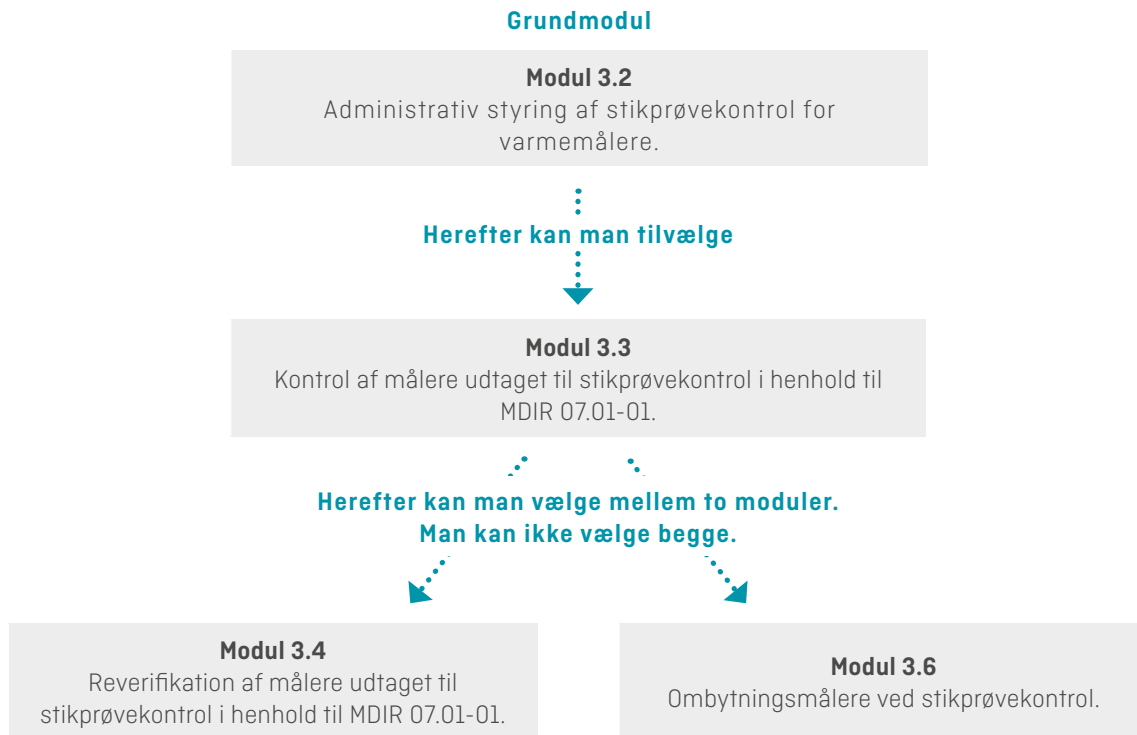 Grundmodul
Modul 3.2
Administrativ styring af stikprøvekontrol for
varmemålere.
Herefter kan man tilvælge
Modul 3.3
Kontrol af målere udtaget til stikprøvekontrol i henhold til
MDIR 07.01-01.
Herefter kan man vælge mellem to moduler.
Man kan ikke vælge begge.
Modul 3.4
Reverifikation af målere udtaget til
stikprøvekontrol i henhold til MDIR 07.01-01.
Modul 3.6
Ombytningsmålere ved stikprøvekontrol.